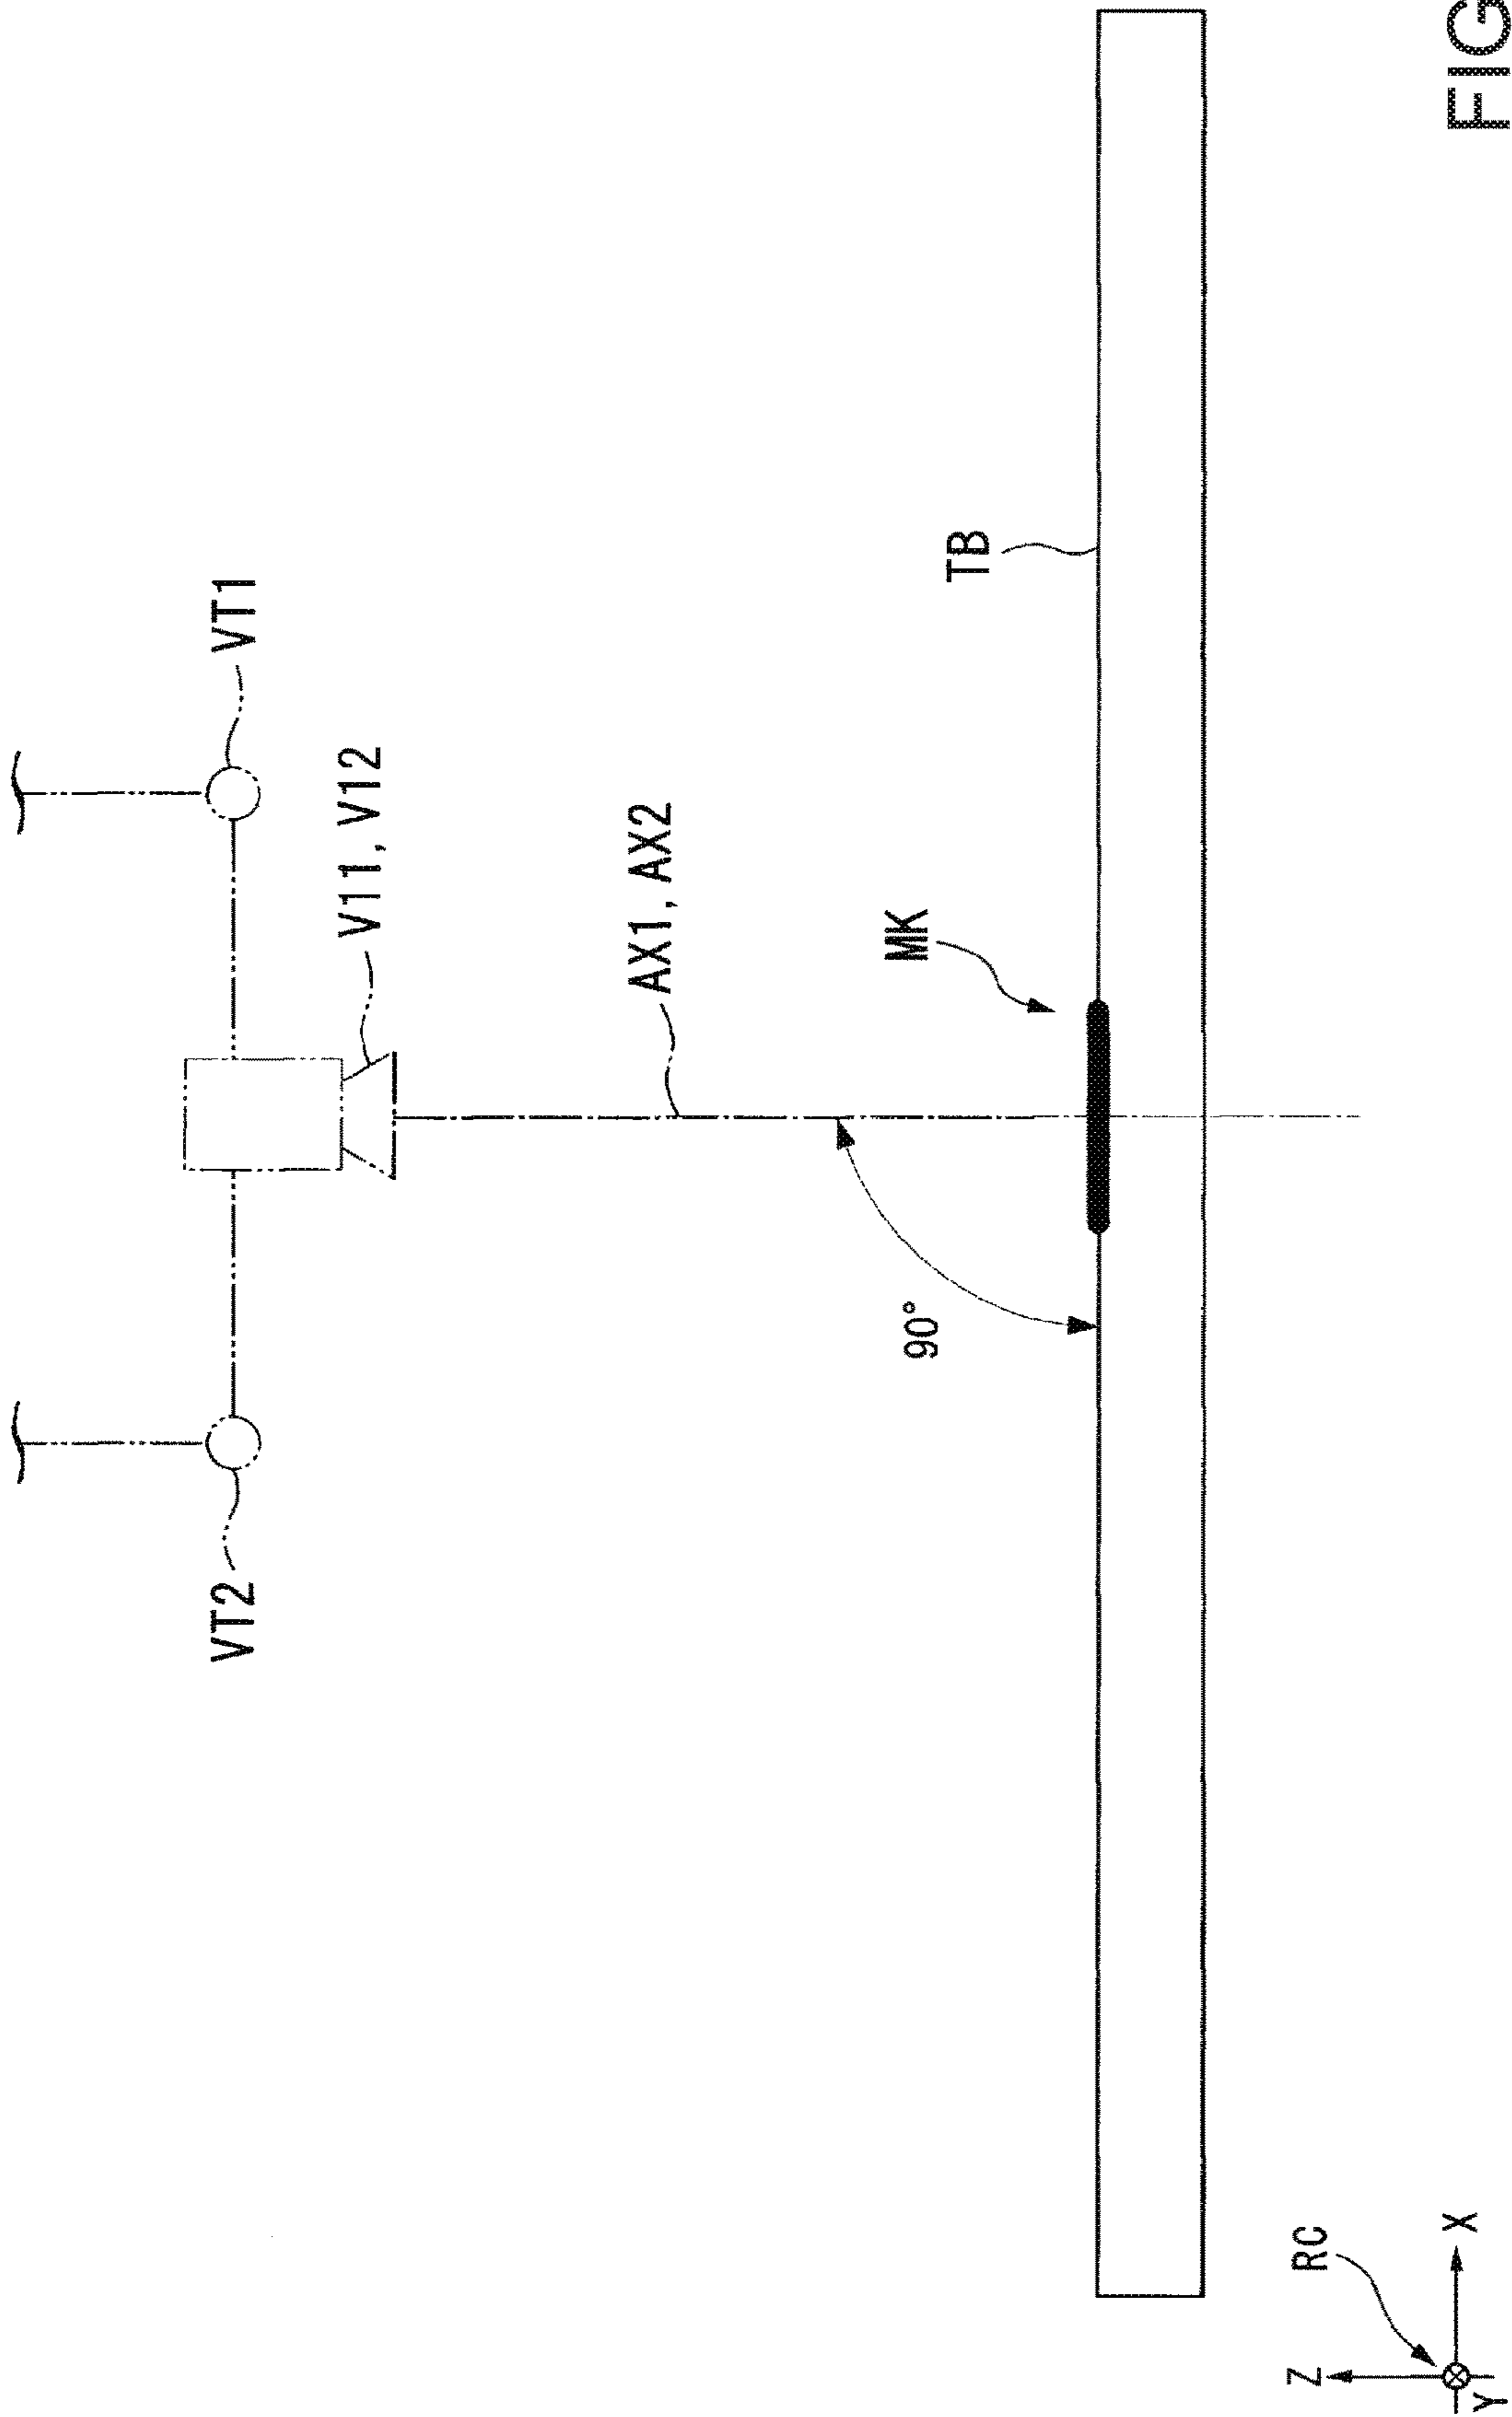 VT2
VT1
V11, V12
AX1, AX2
90°
MK
TB
RC
Z
X
Y
FIG